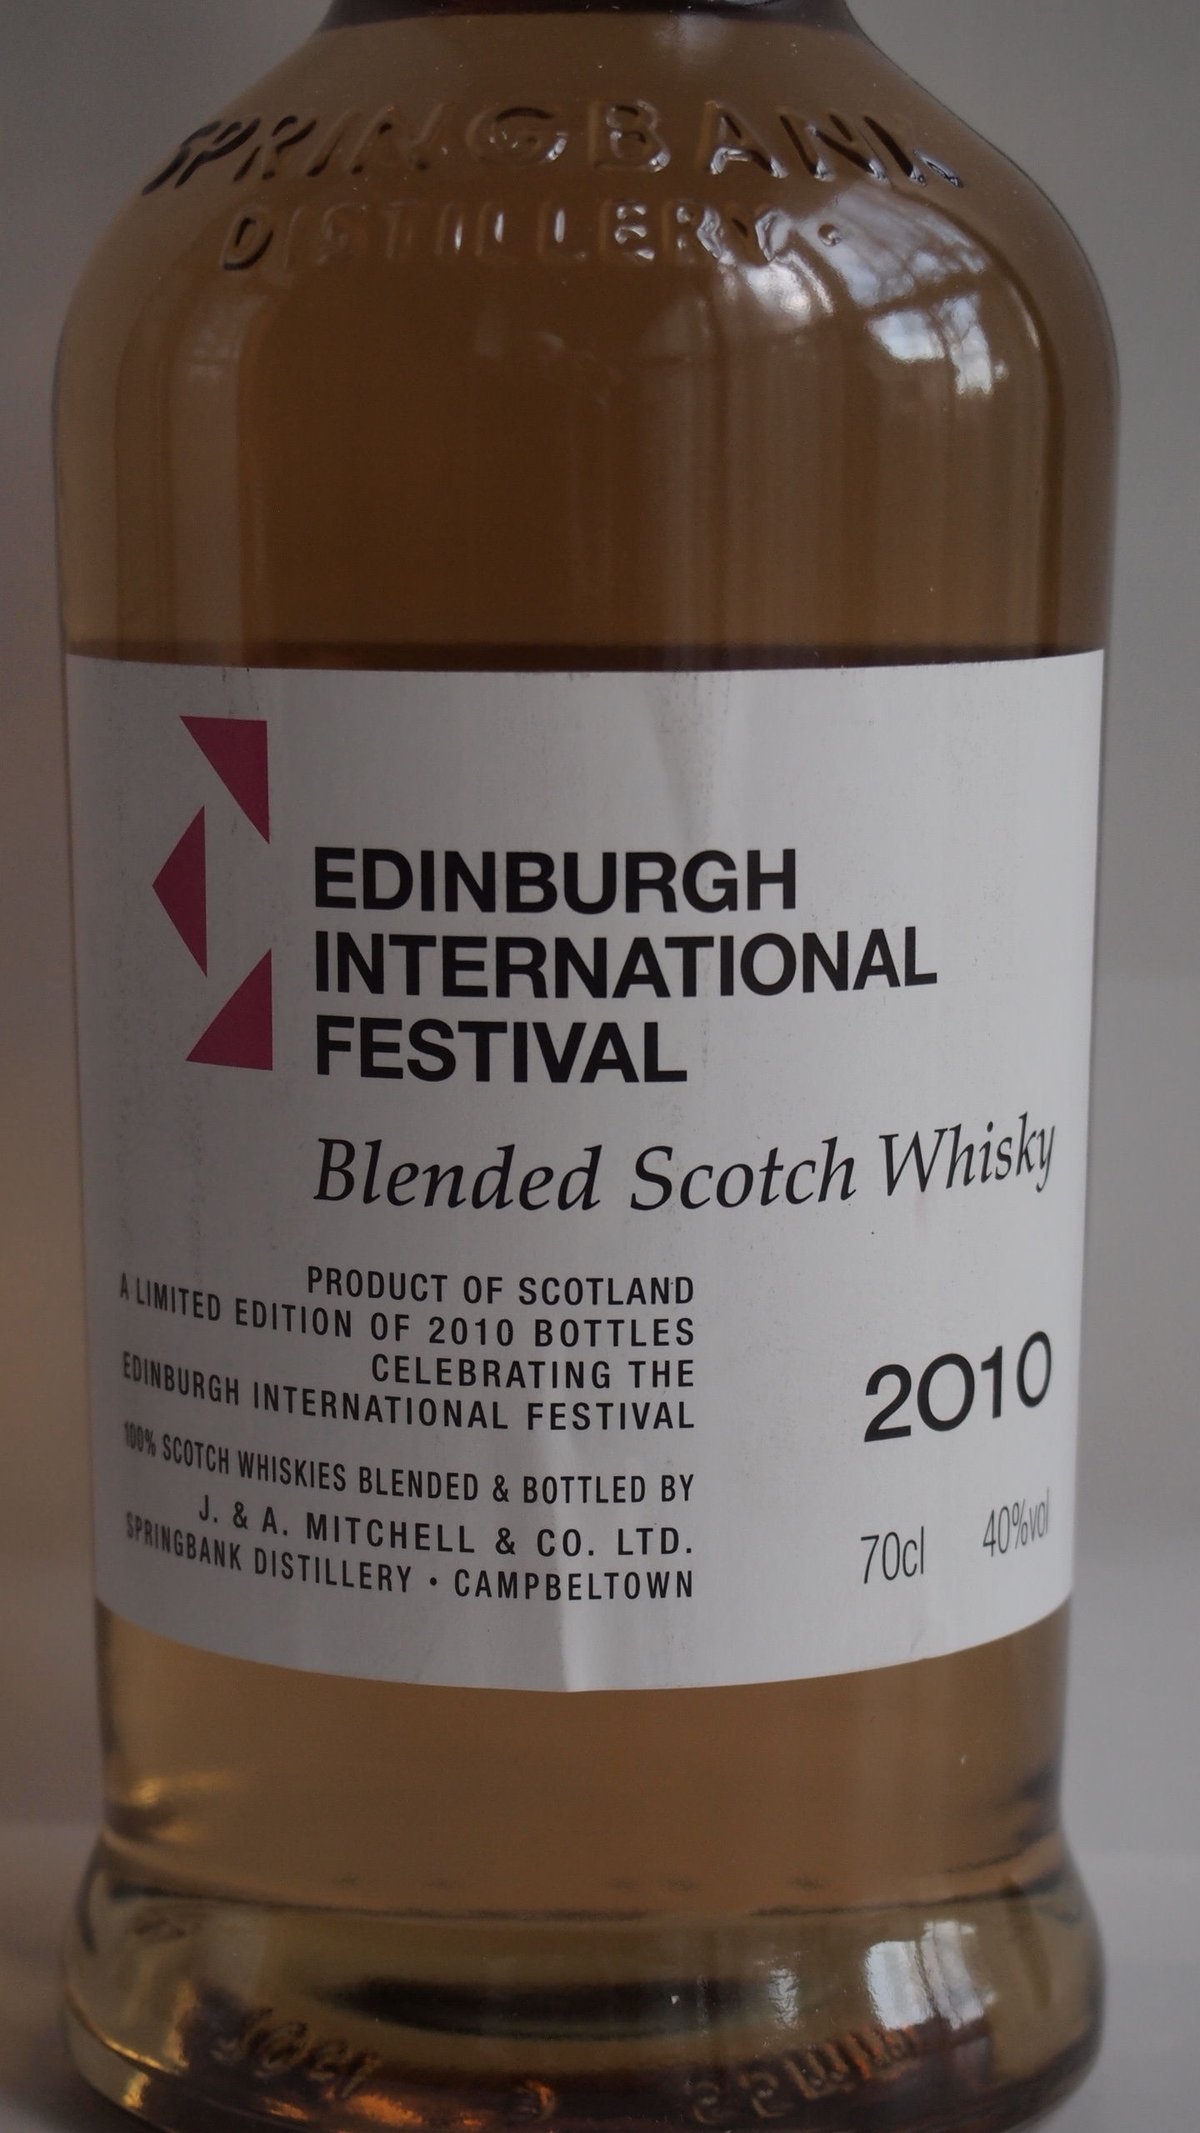 SPRINGBANK
DISTILLERY.
EDINBURGH
INTERNATIONAL
FESTIVAL
Blended Scotch Whisky
PRODUCT OF SCOTLAND
A LIMITED EDITION OF 2010 BOTTLES
CELEBRATING THE
EDINBURGH INTERNATIONAL FESTIVAL
100% SCOTCH WHISKIES BLENDED & BOTTLED BY
J. & A. MITCHELL & CO. LTD.
SPRINGBANK DISTILLERY • CAMPBELTOWN
2010
70cl 40%vol
70cl